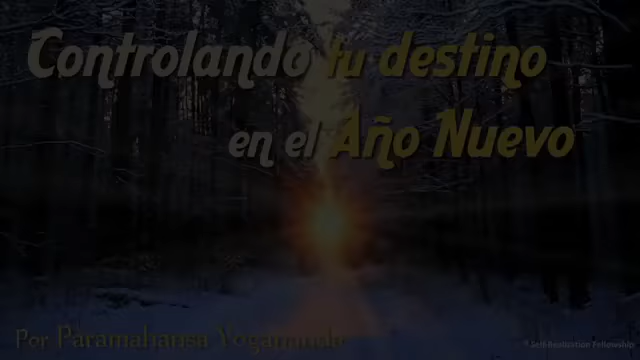 Controlando tu destino
en el Año Nuevo
Por Paramahansa Yogananda
Self-Realization Fellowship